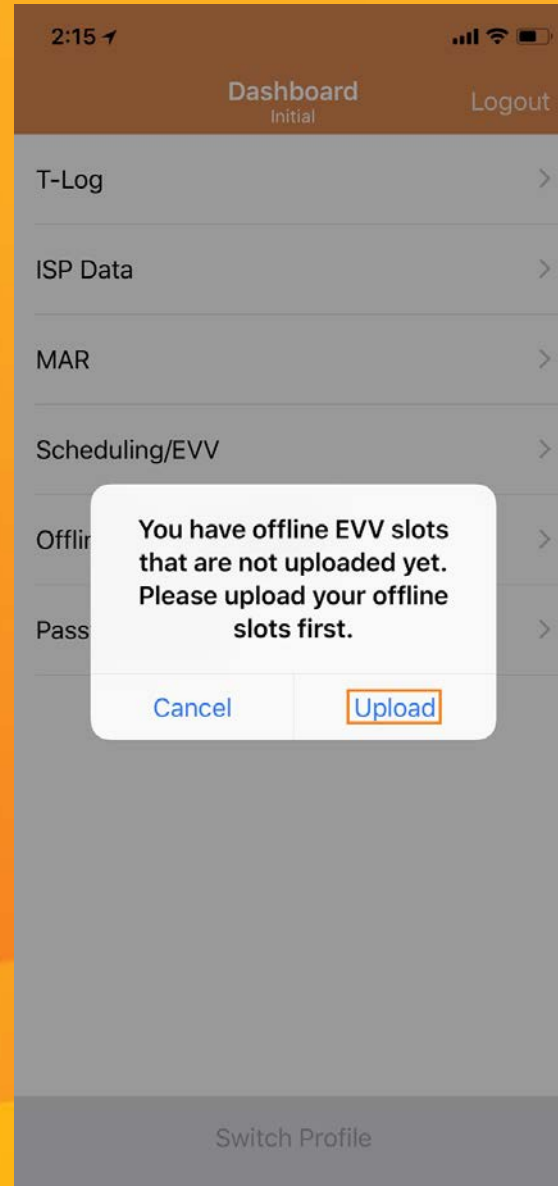 2:15
Dashboard
Initial
Logout
T-Log
ISP Data
MAR
Scheduling/EVV
Offlin
Pass
You have offline EVV slots
that are not uploaded yet.
Please upload your offline
slots first.
Cancel
Upload
Switch Profile